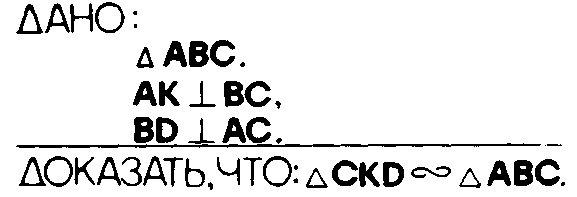 ДАНО:
△ ABC.
AK ⊥ BC,
BD ⊥ AC.
ДОКАЗАТЬ, ЧТО: △ CKD ∾ △ ABC.